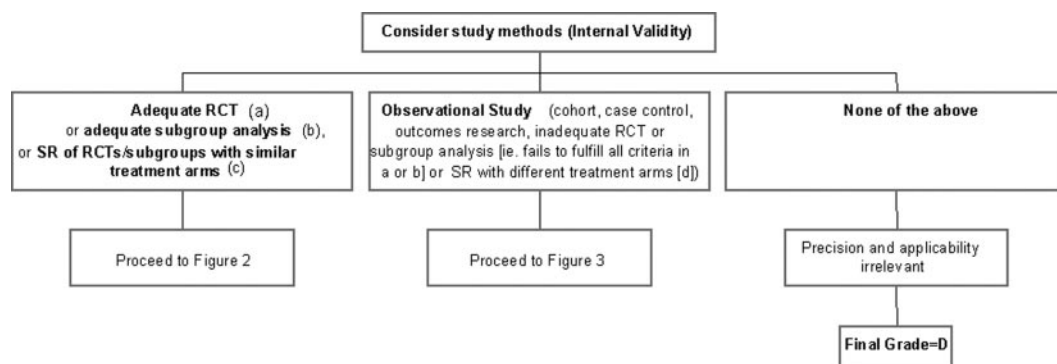 Consider study methods (Internal Validity)
Adequate RCT (a)
or adequate subgroup analysis (b),
or SR of RCTs/subgroups with similar
treatment arms (c)
Observational Study (cohort, case control,
outcomes research, inadequate RCT or
subgroup analysis [ie. fails to fulfill all criteria in
a or b] or SR with different treatment arms [d])
None of the above
Proceed to Figure 2
Proceed to Figure 3
Precision and applicability
irrelevant
Final Grade=D